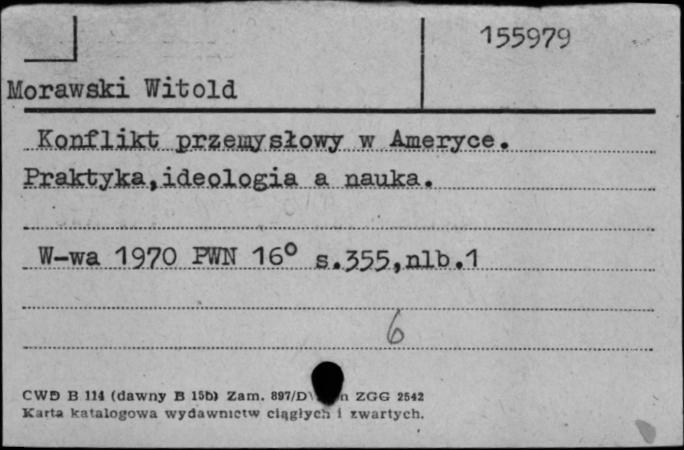 155979
Morawski Witold
Konflikt przemysłowy w Ameryce.
Praktyka,ideologia a nauka.
W-wa 1970 PWN 16° s.355,nlb.1
6
CWD B 114 (dawny B 15b) Zam. 897/D ZGG 2542
Karta katalogowa wydawnictw ciągłych i zwartych.